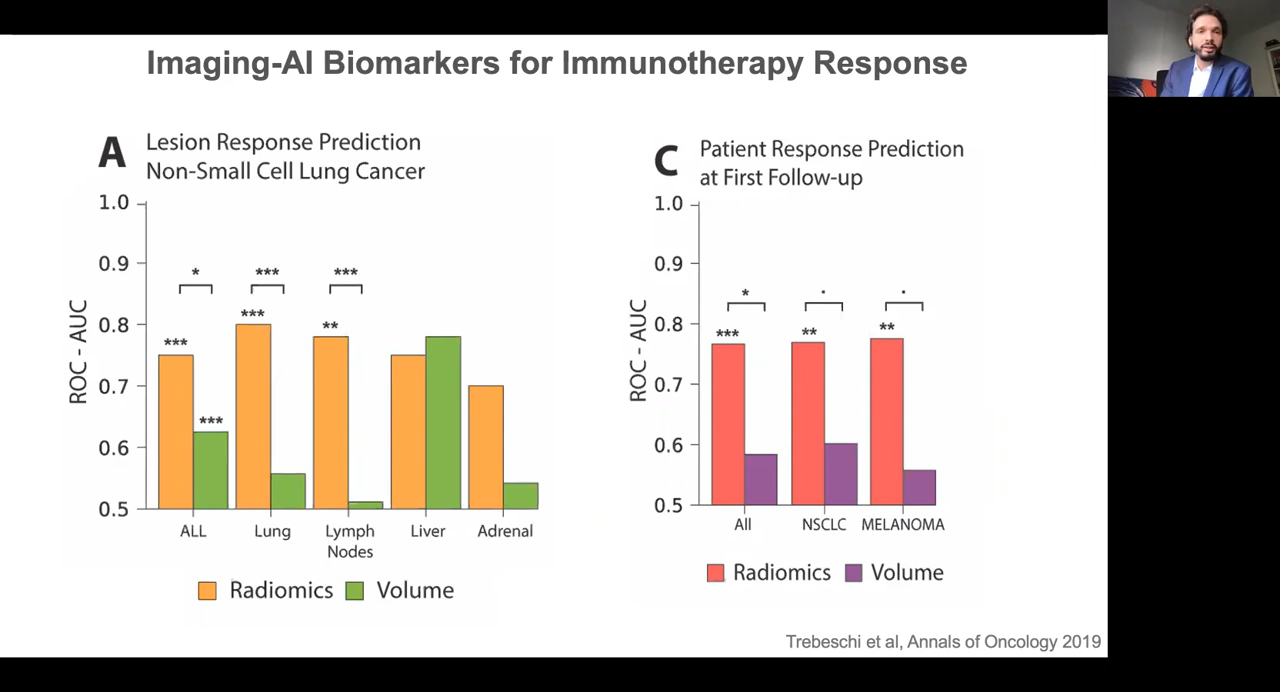 Imaging-AI Biomarkers for Immunotherapy Response
A
Lesion Response Prediction
Non-Small Cell Lung Cancer
ROC - AUC
1.0
0.9
0.8
0.7
0.6
0.5
*
***
***
***
***
**
***
ALL
Lung
Lymph
Nodes
Liver
Adrenal
Radiomics
Volume
C
Patient Response Prediction
at First Follow-up
ROC - AUC
1.0
0.9
0.8
0.7
0.6
0.5
*
.
.
***
**
**
All
NSCLC
MELANOMA
Radiomics
Volume
Trebeschi et al, Annals of Oncology 2019